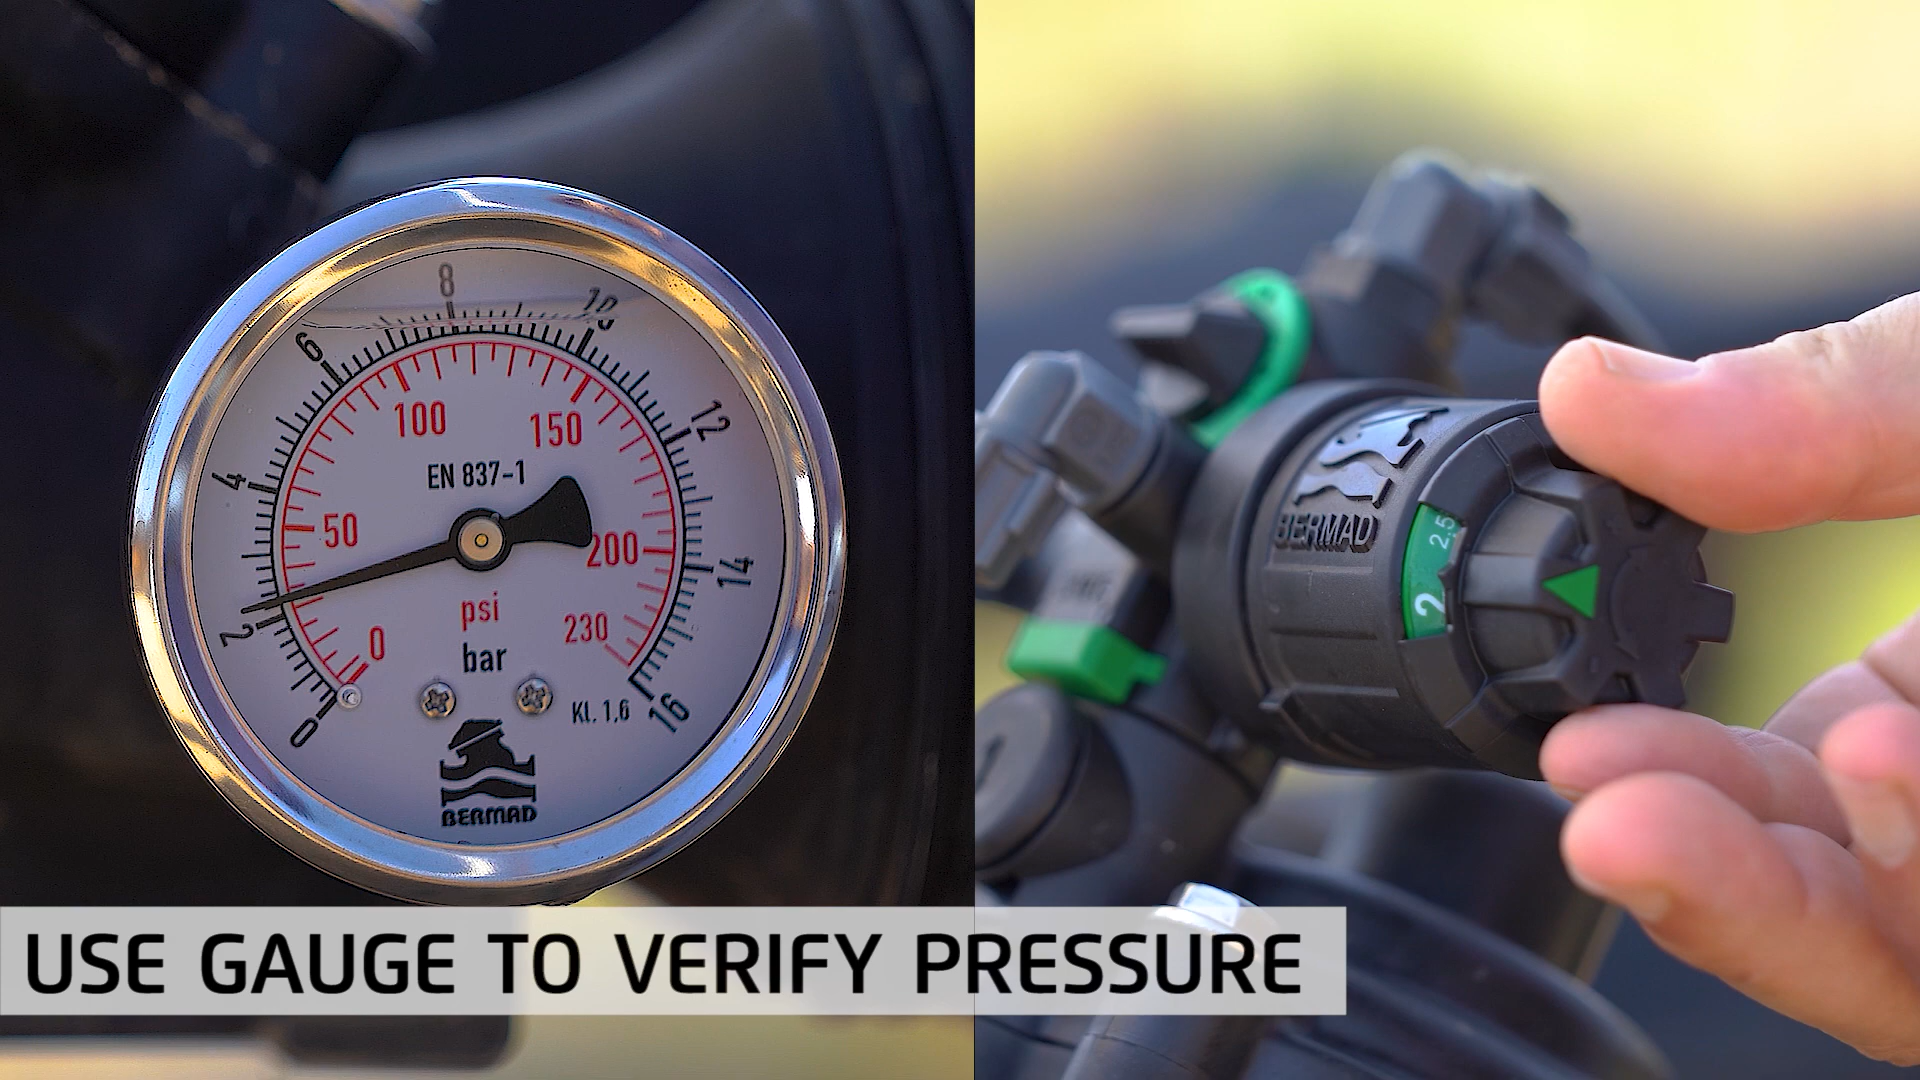 8
10
6
12
100
150
EN 837-1
4
50
200
14
2
psi
230
0
bar
Kl. 1,6
16
0
BERMAD
BERMAD
2.5
2
USE GAUGE TO VERIFY PRESSURE